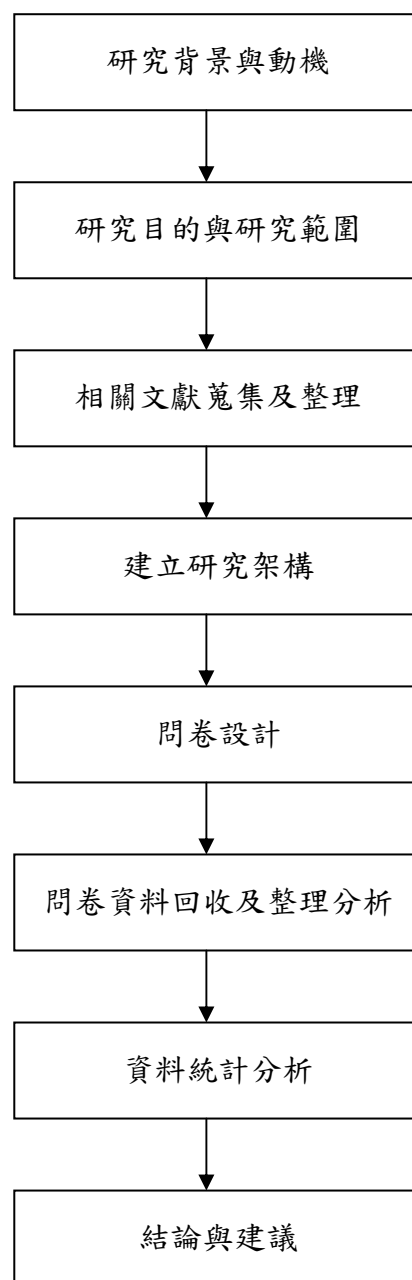 研究背景與動機
研究目的與研究範圍
相關文獻蒐集及整理
建立研究架構
問卷設計
問卷資料回收及整理分析
資料統計分析
結論與建議